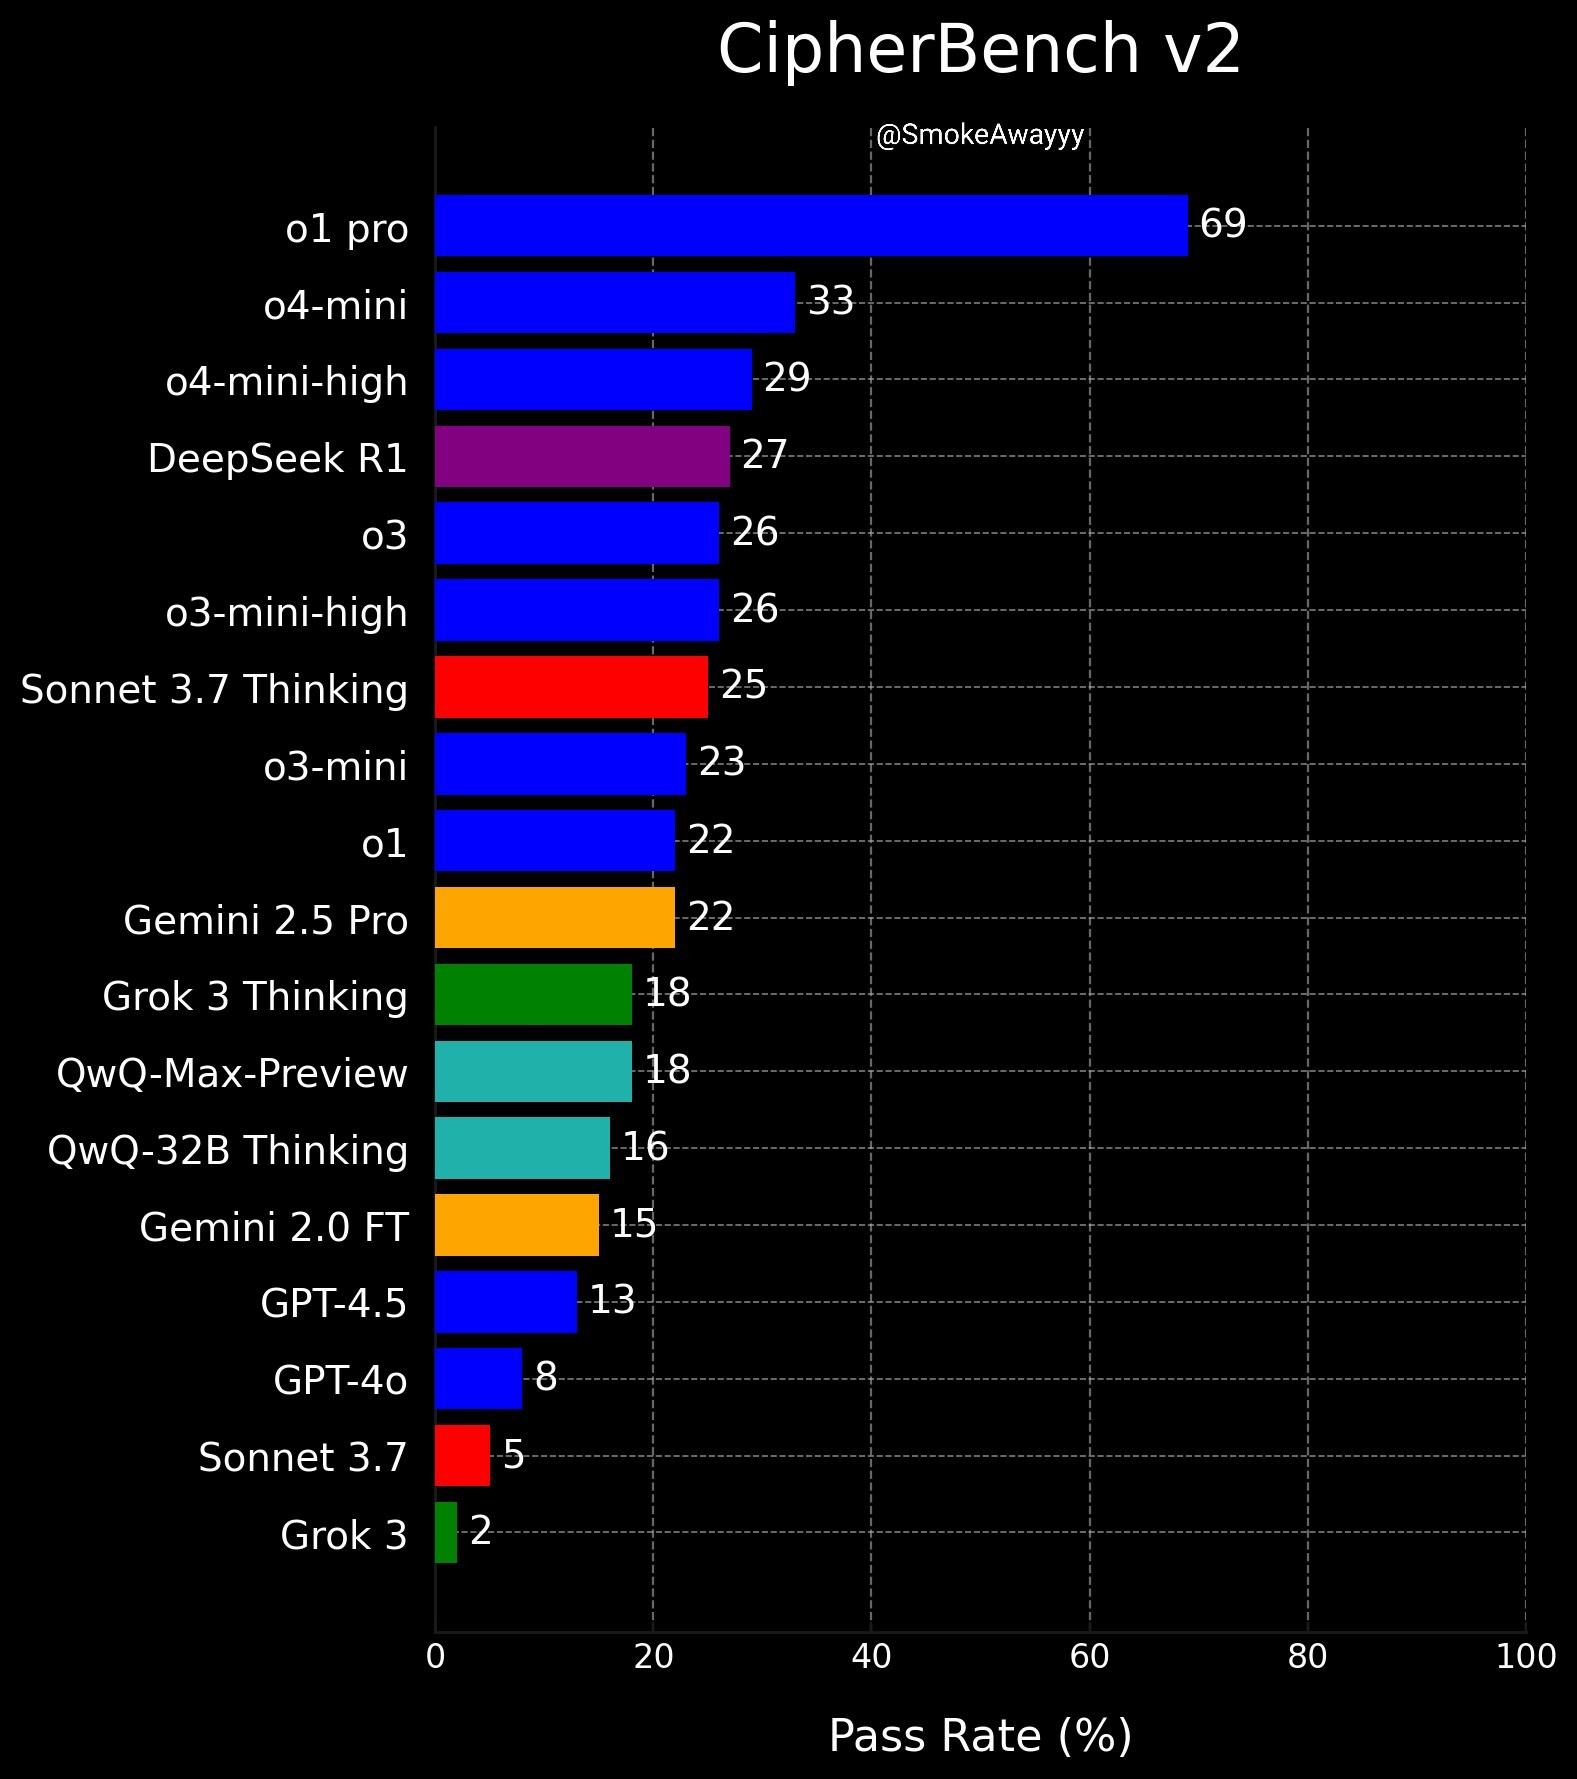 CipherBench v2
@SmokeAwayyy
o1 pro 69
o4-mini 33
o4-mini-high 29
DeepSeek R1 27
o3 26
o3-mini-high 26
Sonnet 3.7 Thinking 25
o3-mini 23
o1 22
Gemini 2.5 Pro 22
Grok 3 Thinking 18
QwQ-Max-Preview 18
QwQ-32B Thinking 16
Gemini 2.0 FT 15
GPT-4.5 13
GPT-4o 8
Sonnet 3.7 5
Grok 3 2
0 20 40 60 80 100
Pass Rate (%)